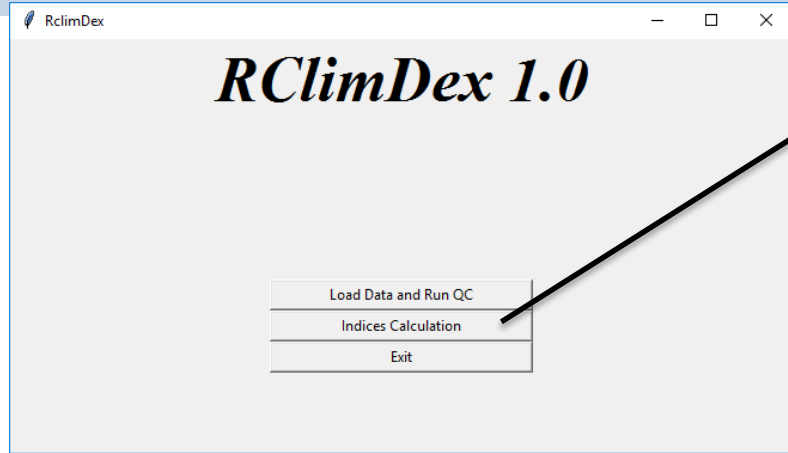 RclimDex
RClimDex 1.0
Load Data and Run QC
Indices Calculation
Exit